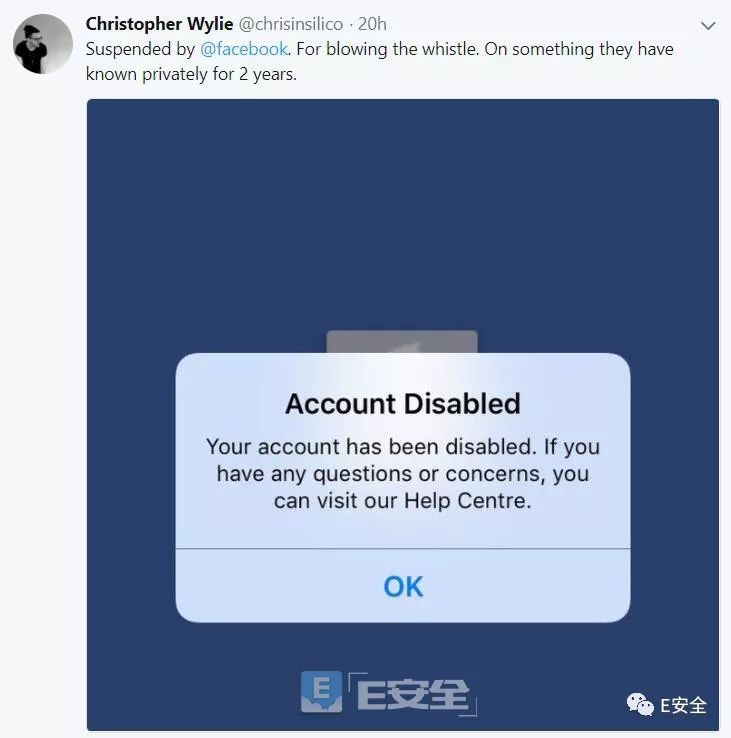 Christopher Wylie @chrisinsilico · 20h
Suspended by @facebook. For blowing the whistle. On something they have
known privately for 2 years.
Account Disabled
Your account has been disabled. If you
have any questions or concerns, you
can visit our Help Centre.
OK
E「E安全」
E安全